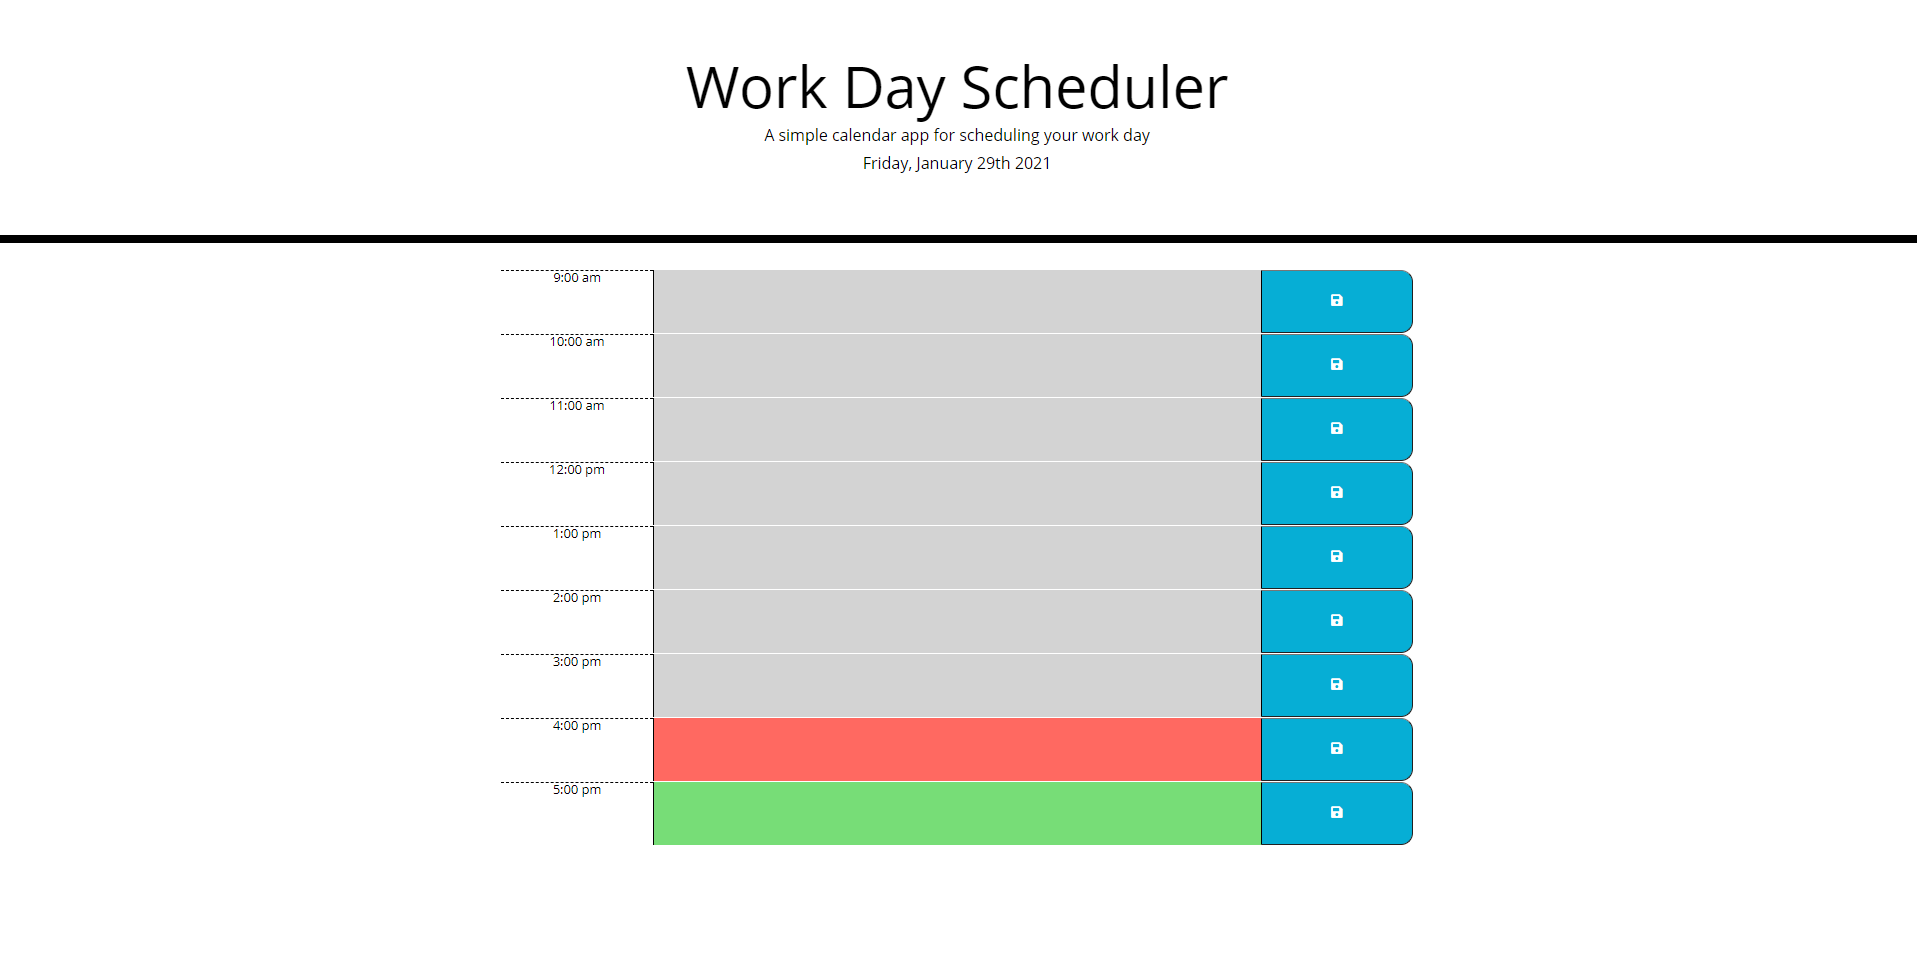 Work Day Scheduler
A simple calendar app for scheduling your work day
Friday, January 29th 2021
9:00 am
10:00 am
11:00 am
12:00 pm
1:00 pm
2:00 pm
3:00 pm
4:00 pm
5:00 pm